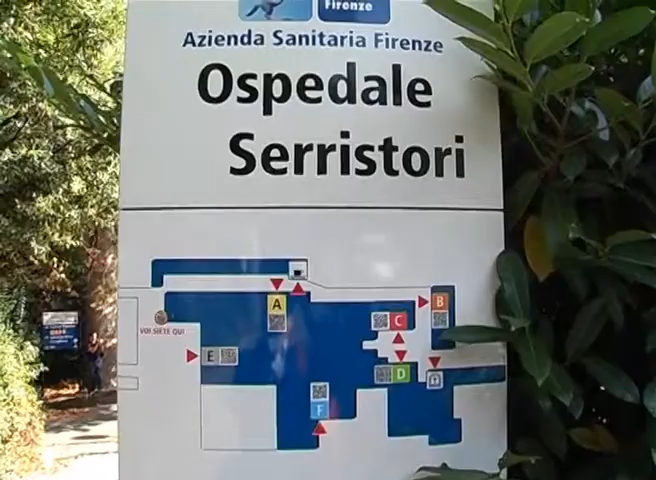 Firenze
Azienda Sanitaria Firenze
Ospedale
Serristori
A
B
C
VOI SIETE QUI
E
D
F